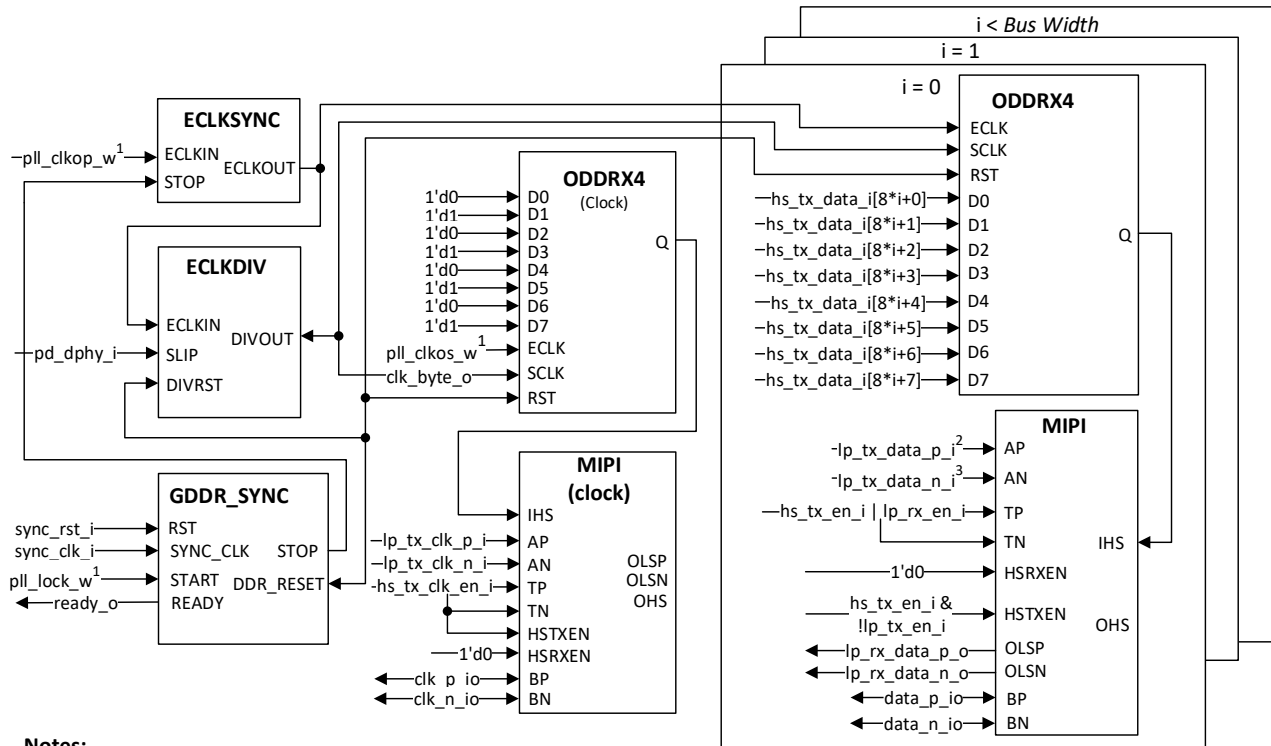 i < Bus Width
i = 1
i = 0
ECLKSYNC
pll_clkop_w1
ECLKIN
ECLKOUT
STOP
ECLKDIV
ECLKIN
DIVOUT
pd_dphy_i
SLIP
DIVRST
GDDR_SYNC
sync_rst_i
RST
sync_clk_i
SYNC_CLK
STOP
pll_lock_w1
START
DDR_RESET
ready_o
READY
ODDRX4
(Clock)
1'd0 D0
1'd1 D1
1'd0 D2
1'd1 D3
1'd0 D4
1'd1 D5
1'd0 D6
1'd1 D7
Q
pll_clkos_w1
ECLK
clk_byte_o
SCLK
RST
MIPI
(clock)
IHS
lp_tx_clk_p_i
AP
lp_tx_clk_n_i
AN
hs_tx_clk_en_i
TP
TN
HSTXEN
1'd0
HSRXEN
clk_p_io
BP
clk_n_io
BN
OLSP
OLSN
OHS
ODDRX4
ECLK
SCLK
RST
hs_tx_data_i[8*i+0] D0
hs_tx_data_i[8*i+1] D1
hs_tx_data_i[8*i+2] D2
hs_tx_data_i[8*i+3] D3
hs_tx_data_i[8*i+4] D4
hs_tx_data_i[8*i+5] D5
hs_tx_data_i[8*i+6] D6
hs_tx_data_i[8*i+7] D7
Q
MIPI
lp_tx_data_p_i2
AP
lp_tx_data_n_i3
AN
hs_tx_en_i | lp_rx_en_i
TP
TN
IHS
1'd0
HSRXEN
hs_tx_en_i &
!lp_tx_en_i
HSTXEN
OHS
lp_rx_data_p_o
OLSP
lp_rx_data_n_o
OLSN
data_p_io
BP
data_n_io
BN
Notes: